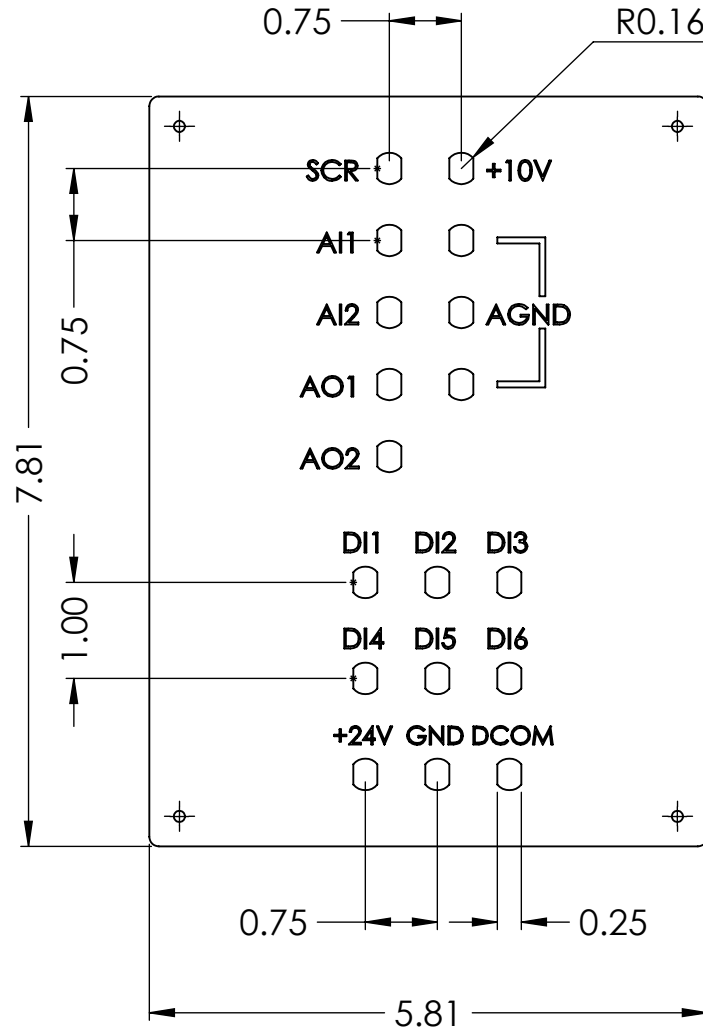 0.75
R0.16
SCR
+10V
AI1
0.75
AI2
AGND
AO1
AO2
7.81
DI1 DI2 DI3
1.00
DI4 DI5 DI6
+24V GND DCOM
0.75
0.25
5.81